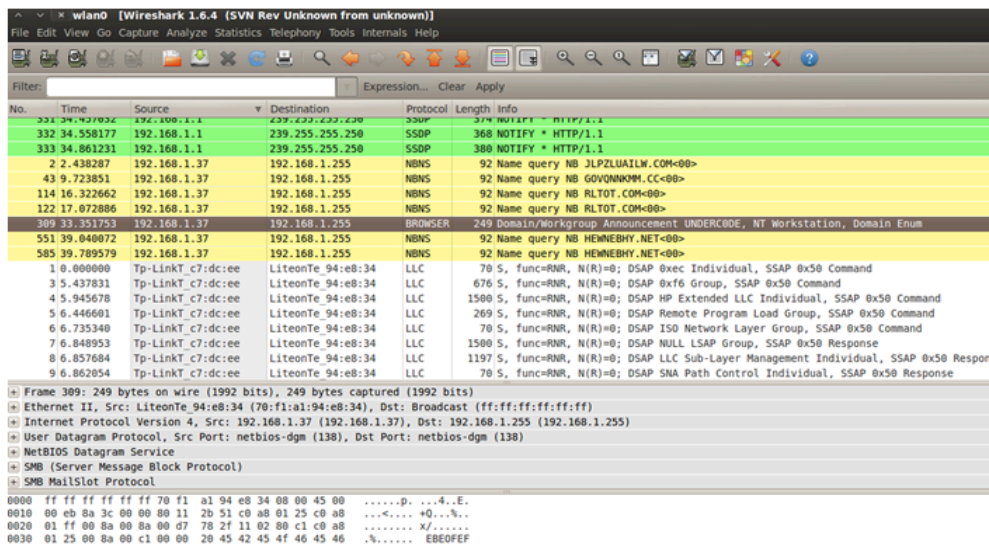 wlan0 [Wireshark 1.6.4 (SVN Rev Unknown from unknown)]
File Edit View Go Capture Analyze Statistics Telephony Tools Internals Help
Filter: Expression... Clear Apply
No. Time Source Destination Protocol Length Info
331 34.457032 192.168.1.1 239.255.255.250 SSDP 374 NOTIFY * HTTP/1.1
332 34.558177 192.168.1.1 239.255.255.250 SSDP 368 NOTIFY * HTTP/1.1
333 34.861231 192.168.1.1 239.255.255.250 SSDP 380 NOTIFY * HTTP/1.1
2 2.438287 192.168.1.37 192.168.1.255 NBNS 92 Name query NB JLPZLUAILW.COM<00>
43 9.723851 192.168.1.37 192.168.1.255 NBNS 92 Name query NB GOVQNNKMM.CC<00>
114 16.322662 192.168.1.37 192.168.1.255 NBNS 92 Name query NB RLTOT.COM<00>
122 17.072886 192.168.1.37 192.168.1.255 NBNS 92 Name query NB RLTOT.COM<00>
309 33.351753 192.168.1.37 192.168.1.255 BROWSER 249 Domain/Workgroup Announcement UNDERC0DE, NT Workstation, Domain Enum
551 39.040072 192.168.1.37 192.168.1.255 NBNS 92 Name query NB HEWNEBHY.NET<00>
585 39.789579 192.168.1.37 192.168.1.255 NBNS 92 Name query NB HEWNEBHY.NET<00>
1 0.000000 Tp-LinkT_c7:dc:ee LiteonTe_94:e8:34 LLC 70 S, func=RNR, N(R)=0; DSAP 0xec Individual, SSAP 0x50 Command
3 5.437831 Tp-LinkT_c7:dc:ee LiteonTe_94:e8:34 LLC 676 S, func=RNR, N(R)=0; DSAP 0xf6 Group, SSAP 0x50 Command
4 5.945678 Tp-LinkT_c7:dc:ee LiteonTe_94:e8:34 LLC 1500 S, func=RNR, N(R)=0; DSAP HP Extended LLC Individual, SSAP 0x50 Command
5 6.446601 Tp-LinkT_c7:dc:ee LiteonTe_94:e8:34 LLC 269 S, func=RNR, N(R)=0; DSAP Remote Program Load Group, SSAP 0x50 Command
6 6.735340 Tp-LinkT_c7:dc:ee LiteonTe_94:e8:34 LLC 70 S, func=RNR, N(R)=0; DSAP ISO Network Layer Group, SSAP 0x50 Command
7 6.848953 Tp-LinkT_c7:dc:ee LiteonTe_94:e8:34 LLC 1500 S, func=RNR, N(R)=0; DSAP NULL LSAP Group, SSAP 0x50 Response
8 6.857684 Tp-LinkT_c7:dc:ee LiteonTe_94:e8:34 LLC 1197 S, func=RNR, N(R)=0; DSAP LLC Sub-Layer Management Individual, SSAP 0x50 Respon
9 6.862054 Tp-LinkT_c7:dc:ee LiteonTe_94:e8:34 LLC 70 S, func=RNR, N(R)=0; DSAP SNA Path Control Individual, SSAP 0x50 Response
+ Frame 309: 249 bytes on wire (1992 bits), 249 bytes captured (1992 bits)
+ Ethernet II, Src: LiteonTe_94:e8:34 (70:f1:a1:94:e8:34), Dst: Broadcast (ff:ff:ff:ff:ff:ff)
+ Internet Protocol Version 4, Src: 192.168.1.37 (192.168.1.37), Dst: 192.168.1.255 (192.168.1.255)
+ User Datagram Protocol, Src Port: netbios-dgm (138), Dst Port: netbios-dgm (138)
+ NetBIOS Datagram Service
+ SMB (Server Message Block Protocol)
+ SMB MailSlot Protocol
0000 ff ff ff ff ff ff 70 f1 a1 94 e8 34 08 00 45 00 ......p. ...4..E.
0010 00 eb 8a 3c 00 00 80 11 2b 51 c0 a8 01 25 c0 a8 ...<.... +Q...%..
0020 01 ff 00 8a 00 8a 00 d7 78 2f 11 02 80 c1 c0 a8 ........ x/......
0030 01 25 00 8a 00 c1 00 00 20 45 42 45 4f 46 45 46 .%...... EBEOFEF